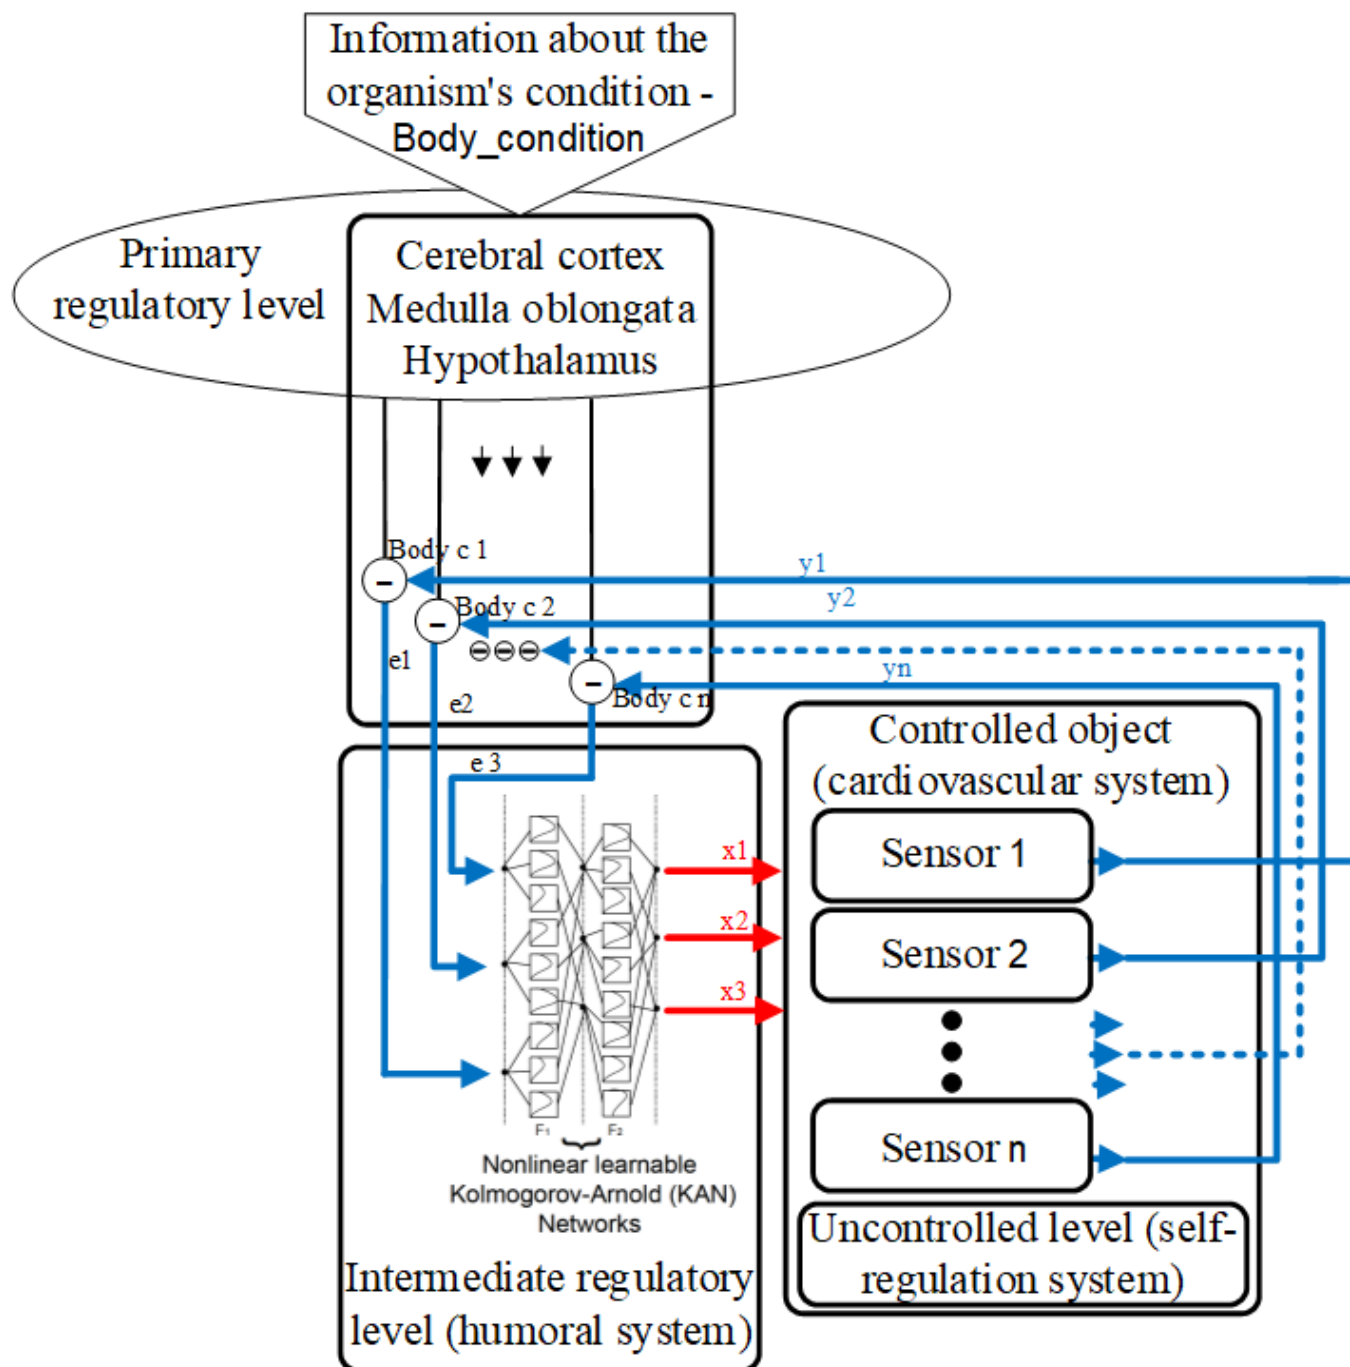 Information about the
organism's condition -
Body_condition
Primary
regulatory level
Cerebral cortex
Medulla oblongata
Hypothalamus
Body c 1
y1
Body c 2
y2
e1
yn
e2
Body c n
e 3
Controlled object
(cardiovascular system)
Sensor 1
x1
x2
Sensor 2
x3
Sensor n
F₁
F₂
Nonlinear learnable
Kolmogorov-Arnold (KAN)
Networks
Uncontrolled level (self-
regulation system)
Intermediate regulatory
level (humoral system)